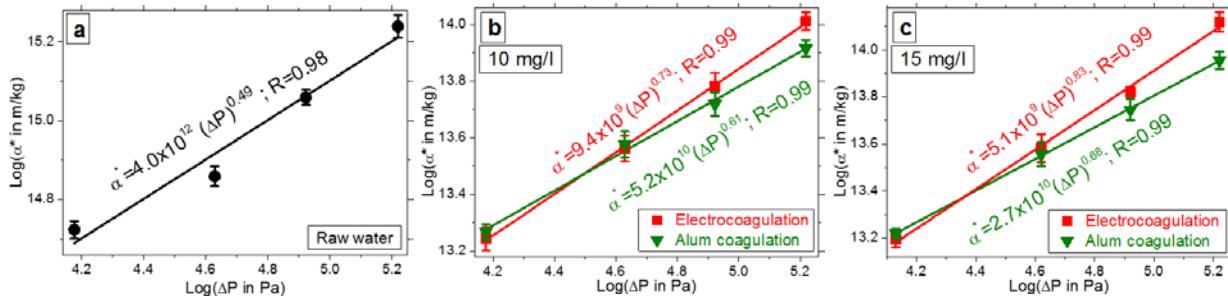 a
α*=4.0x10¹² (ΔP)^0.49 ; R=0.98
Raw water
Log(α* in m/kg)
15.2
15.0
14.8
4.2 4.4 4.6 4.8 5.0 5.2
Log(ΔP in Pa)
b
10 mg/l
α*=9.4x10⁹ (ΔP)^0.73; R=0.99
α*=5.2x10¹⁰ (ΔP)^0.61; R=0.99
Electrocoagulation
Alum coagulation
Log(α* in m/kg)
14.0
13.8
13.6
13.4
13.2
4.2 4.4 4.6 4.8 5.0 5.2
Log(ΔP in Pa)
c
15 mg/l
α*=5.1x10⁹ (ΔP)^0.83; R=0.99
α*=2.7x10¹⁰ (ΔP)^0.68; R=0.99
Electrocoagulation
Alum coagulation
Log(α* in m/kg)
14.0
13.8
13.6
13.4
13.2
4.2 4.4 4.6 4.8 5.0 5.2
Log(ΔP in Pa)